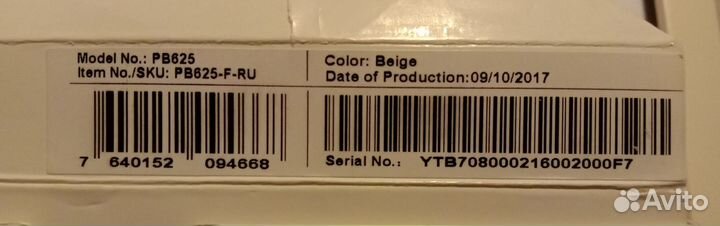 Model No.: PB625
Item No./SKU: PB625-F-RU
7 640152 094668
Color: Beige
Date of Production:09/10/2017
Serial No.: YTB708000216002000F7
Avito